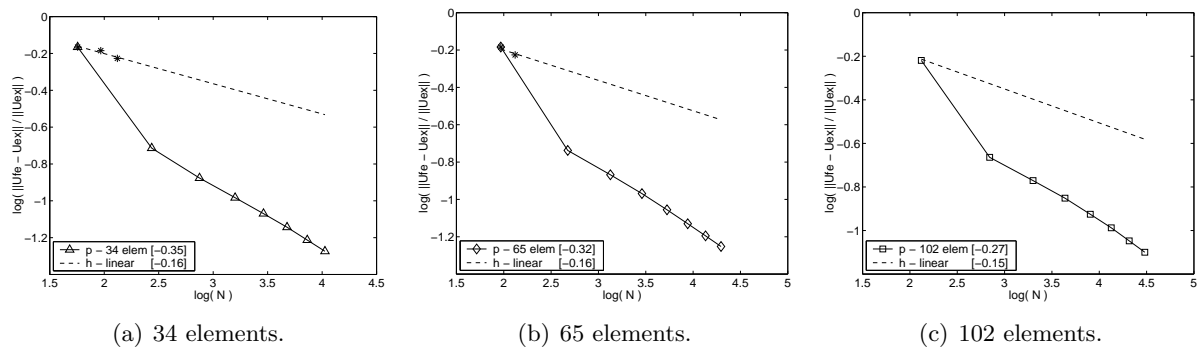 0
−0.2
−0.4
−0.6
−0.8
−1
−1.2
log( ||Ufe − Uex|| / ||Uex|| )
p − 34 elem [−0.35]
h − linear [−0.16]
1.5 2 2.5 3 3.5 4 4.5
log( N )
(a) 34 elements.
0
−0.2
−0.4
−0.6
−0.8
−1
−1.2
log( ||Ufe − Uex|| / ||Uex|| )
p − 65 elem [−0.32]
h − linear [−0.16]
1.5 2 2.5 3 3.5 4 4.5 5
log( N )
(b) 65 elements.
0
−0.2
−0.4
−0.6
−0.8
−1
log( ||Ufe − Uex|| / ||Uex|| )
p − 102 elem [−0.27]
h − linear [−0.15]
1.5 2 2.5 3 3.5 4 4.5 5
log( N )
(c) 102 elements.